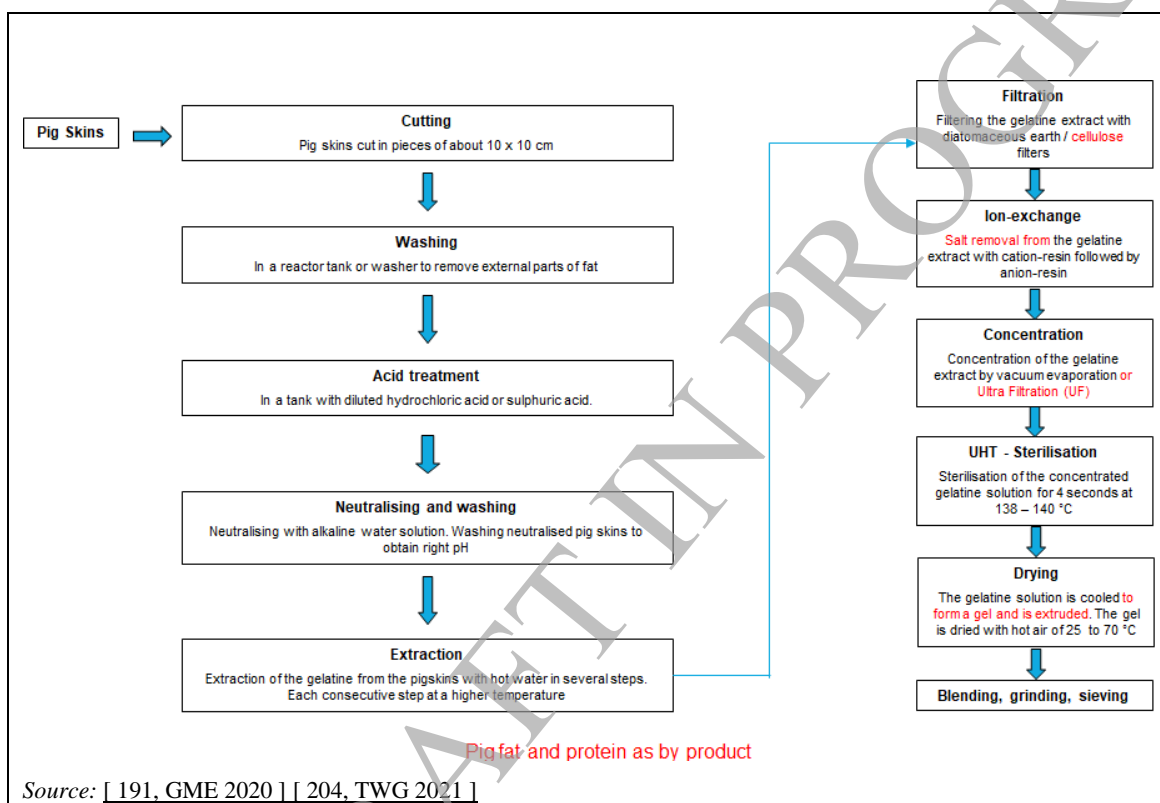 Pig Skins
Cutting
Pig skins cut in pieces of about 10 x 10 cm
Washing
In a reactor tank or washer to remove external parts of fat
Acid treatment
In a tank with diluted hydrochloric acid or sulphuric acid.
Neutralising and washing
Neutralising with alkaline water solution. Washing neutralised pig skins to
obtain right pH
Extraction
Extraction of the gelatine from the pigskins with hot water in several steps.
Each consecutive step at a higher temperature
Filtration
Filtering the gelatine extract with
diatomaceous earth / cellulose
filters
Ion-exchange
Salt removal from the gelatine
extract with cation-resin followed by
anion-resin
Concentration
Concentration of the gelatine
extract by vacuum evaporation or
Ultra Filtration (UF)
UHT - Sterilisation
Sterilisation of the concentrated
gelatine solution for 4 seconds at
138 – 140 °C
Drying
The gelatine solution is cooled to
form a gel and is extruded. The gel
is dried with hot air of 25 to 70 °C
Blending, grinding, sieving
Pig fat and protein as by product
Source: [ 191, GME 2020 ] [ 204, TWG 2021 ]
AFT IN PROGR